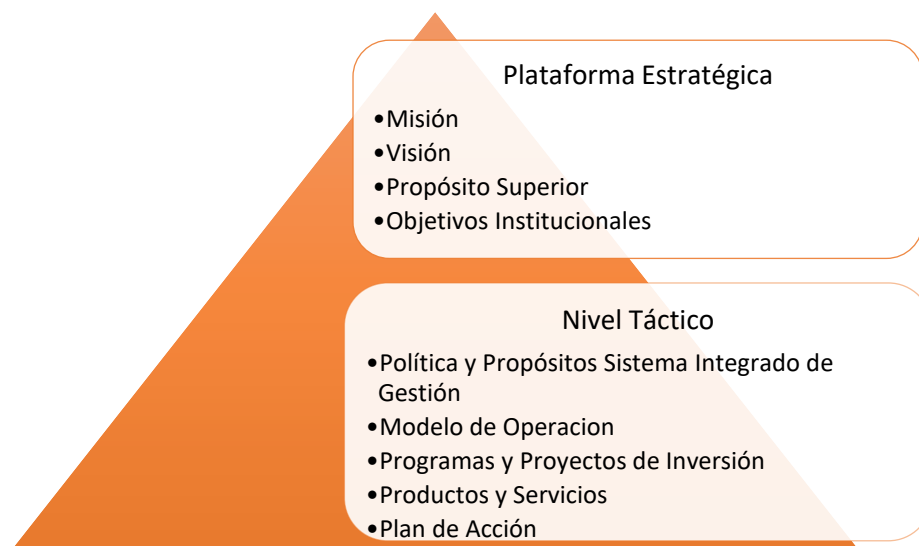 Plataforma Estratégica
•Misión
•Visión
•Propósito Superior
•Objetivos Institucionales
Nivel Táctico
•Política y Propósitos Sistema Integrado de
Gestión
•Modelo de Operacion
•Programas y Proyectos de Inversión
•Productos y Servicios
•Plan de Acción